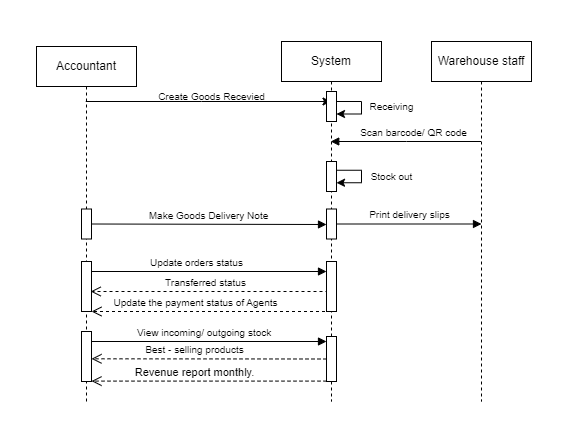 Accountant
System
Warehouse staff
Create Goods Recevied
Receiving
Scan barcode/ QR code
Stock out
Make Goods Delivery Note
Print delivery slips
Update orders status
Transferred status
Update the payment status of Agents
View incoming/ outgoing stock
Best - selling products
Revenue report monthly.